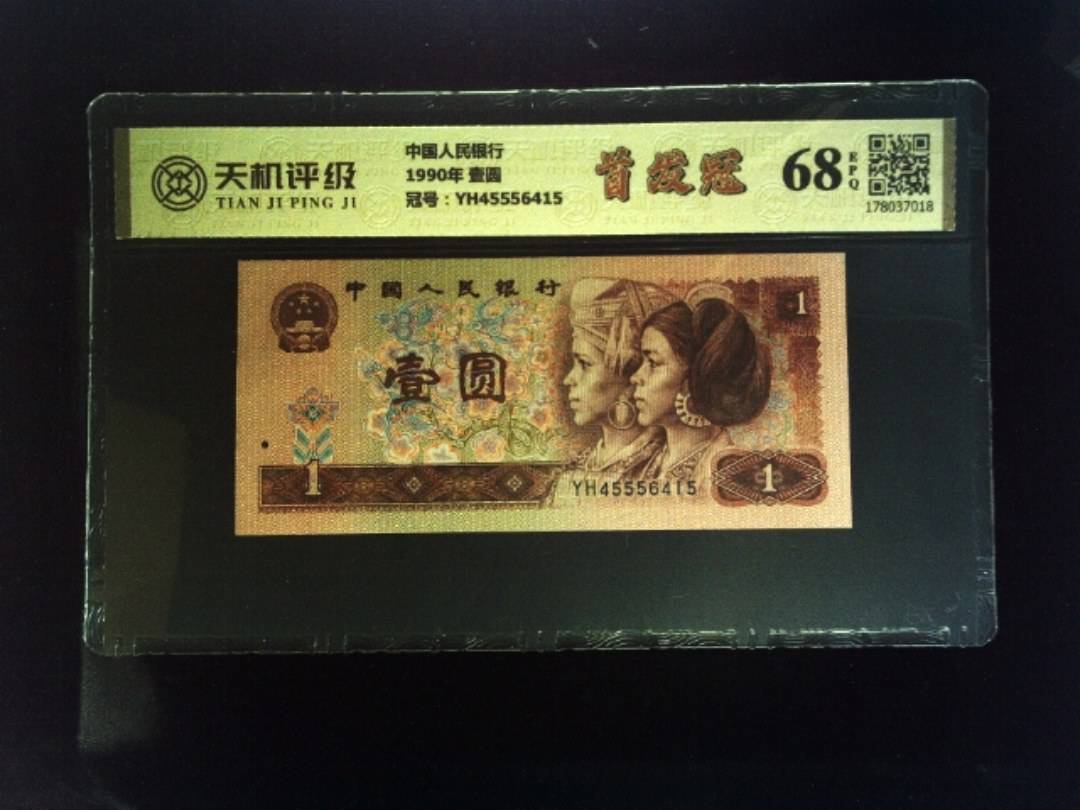 天机评级
TIAN JI PING JI
中国人民银行
1990年 壹圆
冠号：YH45556415
首发冠
68
EPQ
178037018
中国人民银行
1
壹圆
1
YH45556415
1